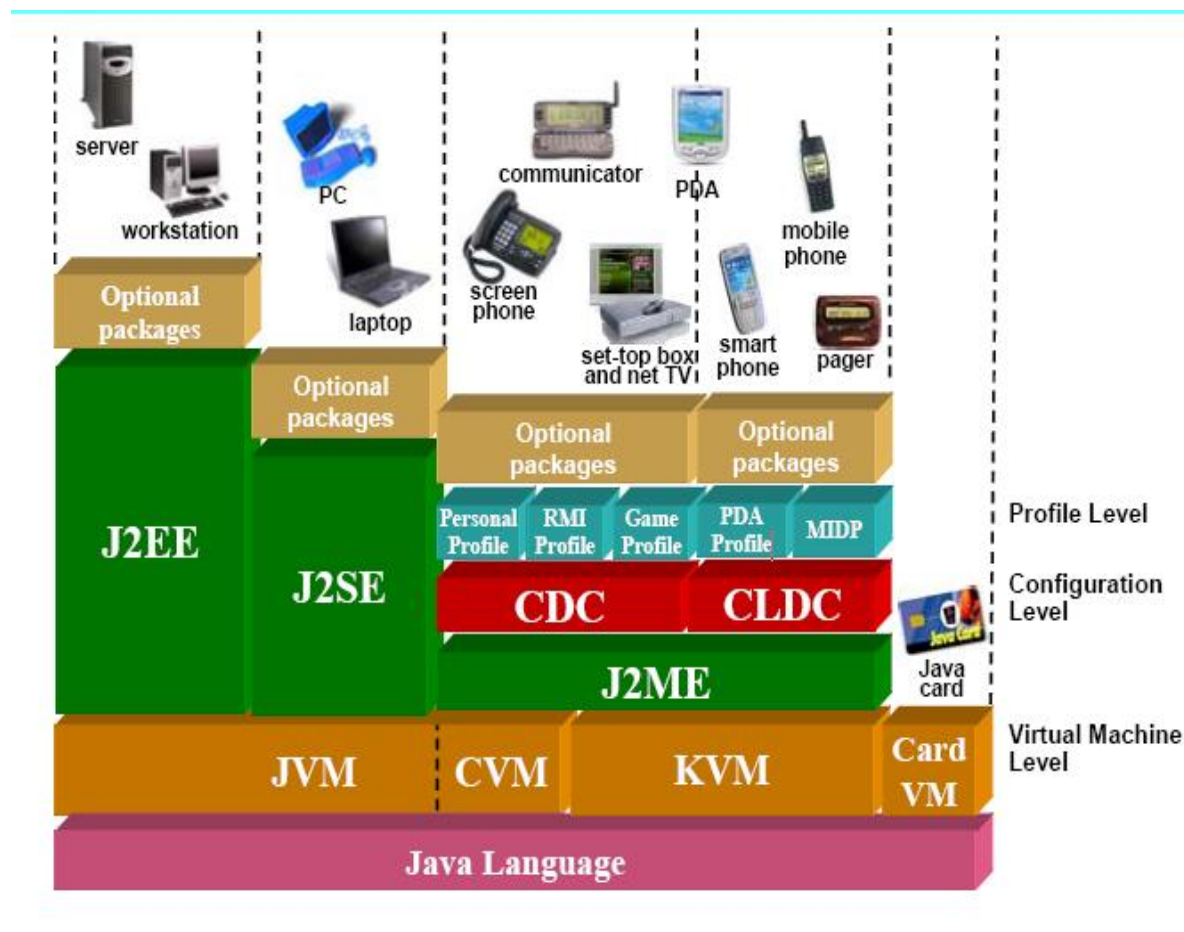 server
workstation
PC
laptop
communicator
PDA
screen
phone
set-top box
and net TV
smart
phone
mobile
phone
pager
Optional
packages
Optional
packages
Optional
packages
Optional
packages
J2EE
J2SE
Personal
Profile
RMI
Profile
Game
Profile
PDA
Profile
MIDP
Profile Level
CDC
CLDC
Configuration
Level
J2ME
Java Card
Java
card
JVM
CVM
KVM
Card
VM
Virtual Machine
Level
Java Language